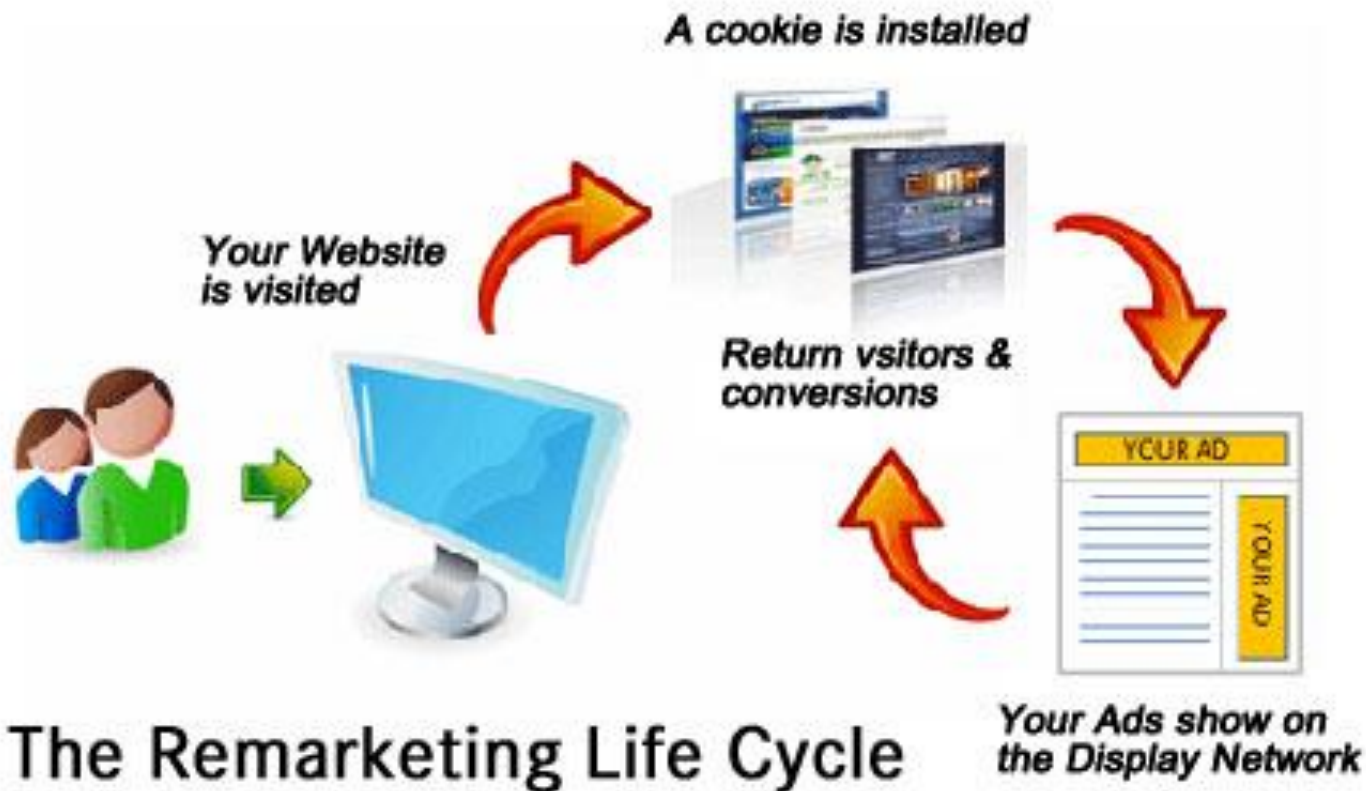 A cookie is installed
Your Website
is visited
Return vsitors &
conversions
YOUR AD
YOUR AD
Your Ads show on
the Display Network
The Remarketing Life Cycle